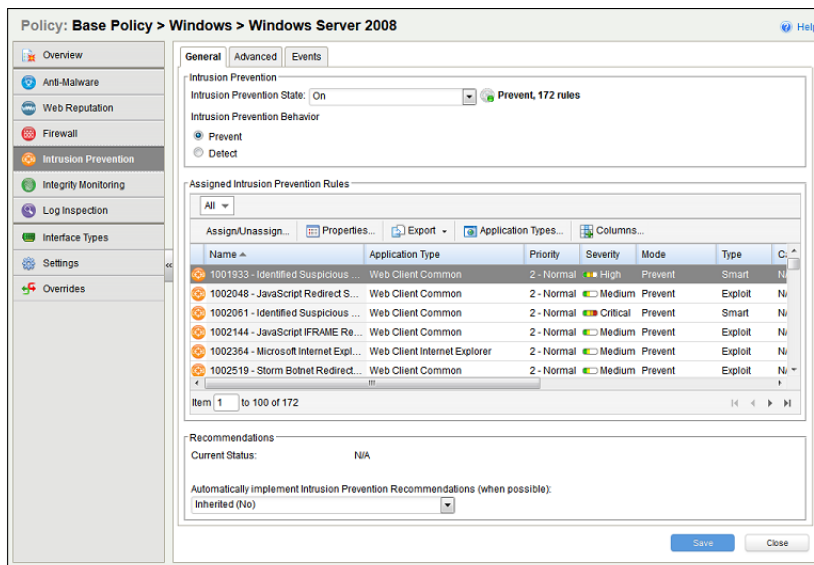 Policy: Base Policy > Windows > Windows Server 2008
Help
Overview
Anti-Malware
Web Reputation
Firewall
Intrusion Prevention
Integrity Monitoring
Log Inspection
Interface Types
Settings
Overrides
General Advanced Events
Intrusion Prevention
Intrusion Prevention State: On Prevent, 172 rules
Intrusion Prevention Behavior
Prevent
Detect
Assigned Intrusion Prevention Rules
All
Assign/Unassign... Properties... Export Application Types... Columns...
Name Application Type Priority Severity Mode Type
1001933 - Identified Suspicious ... Web Client Common 2 - Normal High Prevent Smart
1002048 - JavaScript Redirect S... Web Client Common 2 - Normal Medium Prevent Exploit
1002061 - Identified Suspicious ... Web Client Common 2 - Normal Critical Prevent Smart
1002144 - JavaScript IFRAME Re... Web Client Common 2 - Normal Medium Prevent Exploit
1002364 - Microsoft Internet Expl... Web Client Internet Explorer 2 - Normal Medium Prevent Exploit
1002519 - Storm Botnet Redirect... Web Client Common 2 - Normal Medium Prevent Exploit
Item 1 to 100 of 172
Recommendations
Current Status: N/A
Automatically implement Intrusion Prevention Recommendations (when possible):
Inherited (No)
Save Close